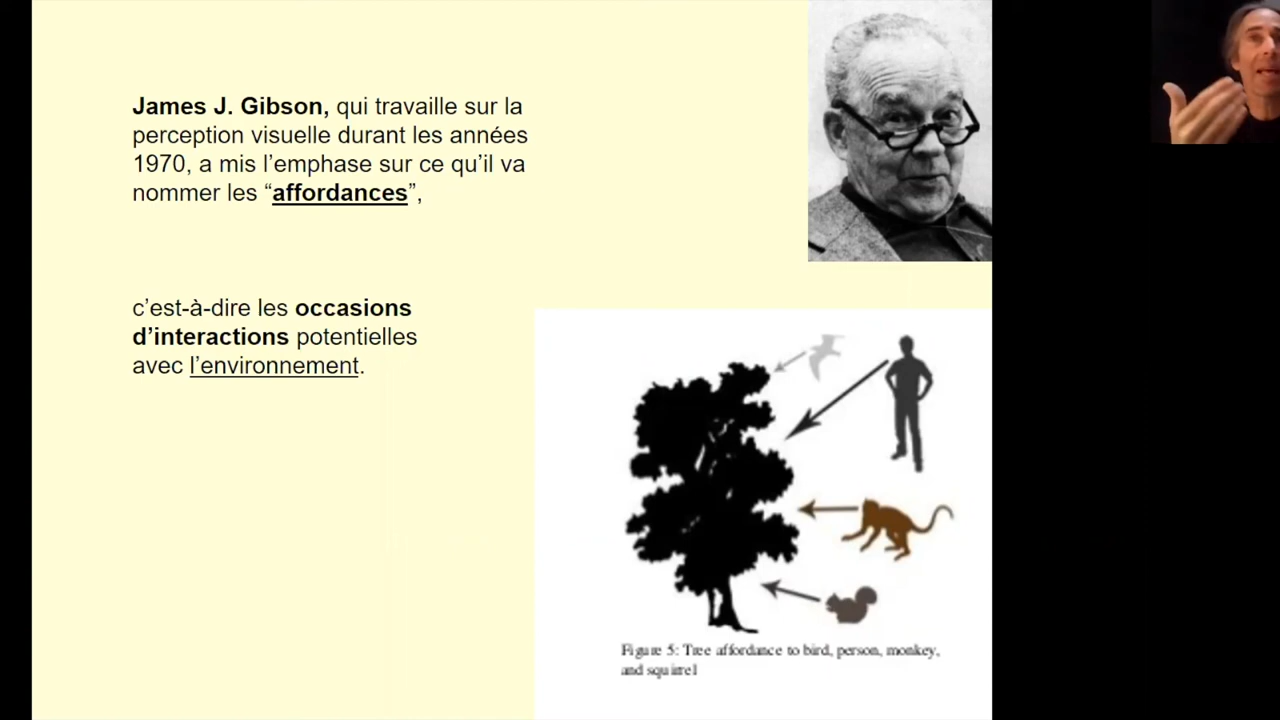 James J. Gibson, qui travaille sur la
perception visuelle durant les années
1970, a mis l’emphase sur ce qu’il va
nommer les “affordances”,
c’est-à-dire les occasions
d’interactions potentielles
avec l’environnement.
Figure 5: Tree affordance to bird, person, monkey,
and squirrel